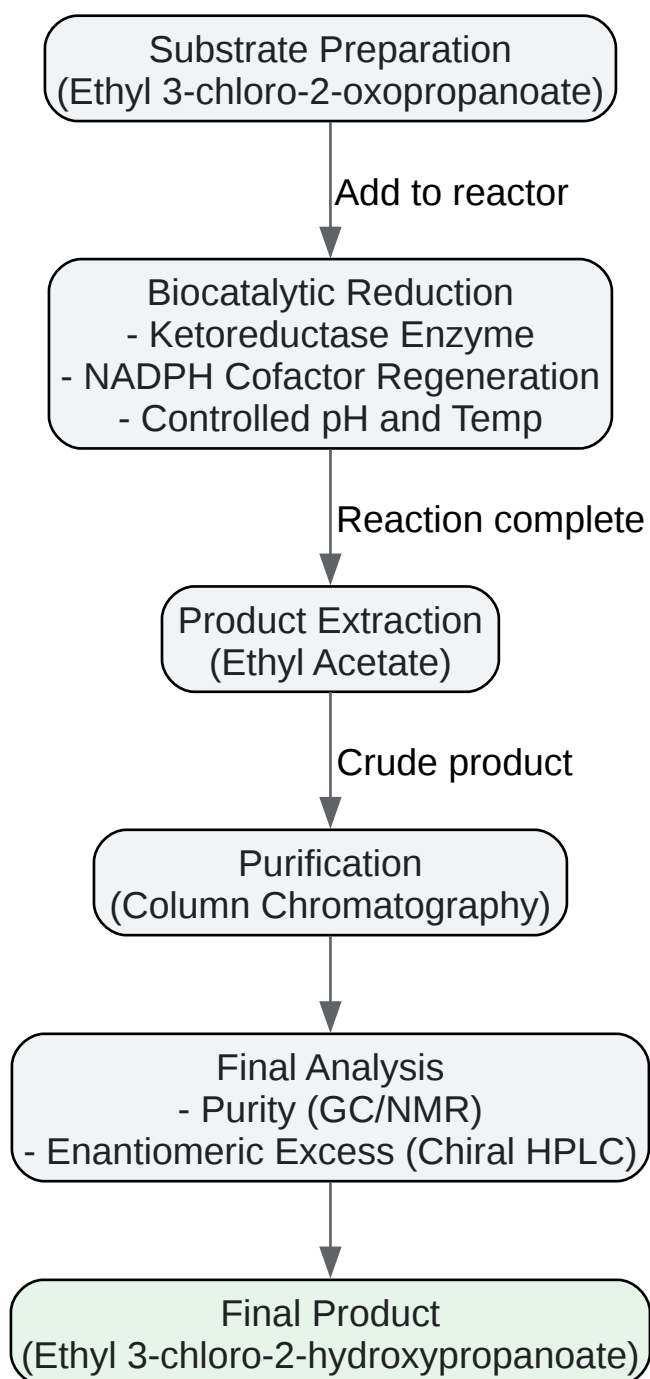 Substrate Preparation
(Ethyl 3-chloro-2-oxopropanoate)
Add to reactor
Biocatalytic Reduction
- Ketoreductase Enzyme
- NADPH Cofactor Regeneration
- Controlled pH and Temp
Reaction complete
Product Extraction
(Ethyl Acetate)
Crude product
Purification
(Column Chromatography)
Final Analysis
- Purity (GC/NMR)
- Enantiomeric Excess (Chiral HPLC)
Final Product
(Ethyl 3-chloro-2-hydroxypropanoate)